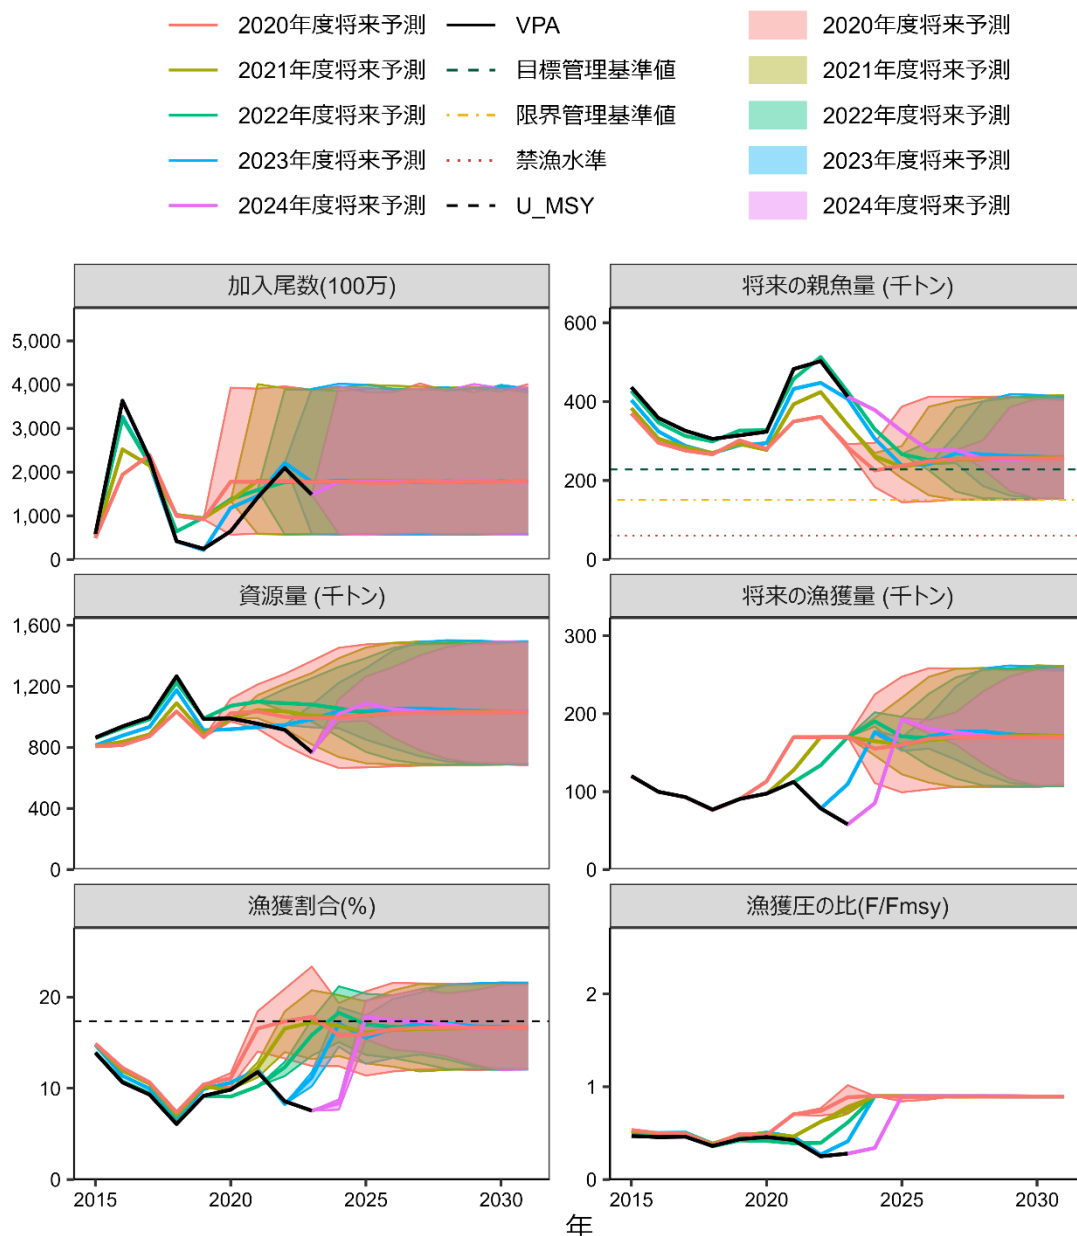 2020年度将来予測 VPA 2020年度将来予測
2021年度将来予測 目標管理基準値 2021年度将来予測
2022年度将来予測 限界管理基準値 2022年度将来予測
2023年度将来予測 禁漁水準 2023年度将来予測
2024年度将来予測 U_MSY 2024年度将来予測
加入尾数(100万)
5,000
4,000
3,000
2,000
1,000
0
将来の親魚量 (千トン)
600
400
200
0
資源量 (千トン)
1,600
1,200
800
400
0
将来の漁獲量 (千トン)
300
200
100
0
漁獲割合(%)
20
10
0
2015 2020 2025 2030
漁獲圧の比(F/Fmsy)
2
1
0
2015 2020 2025 2030
年